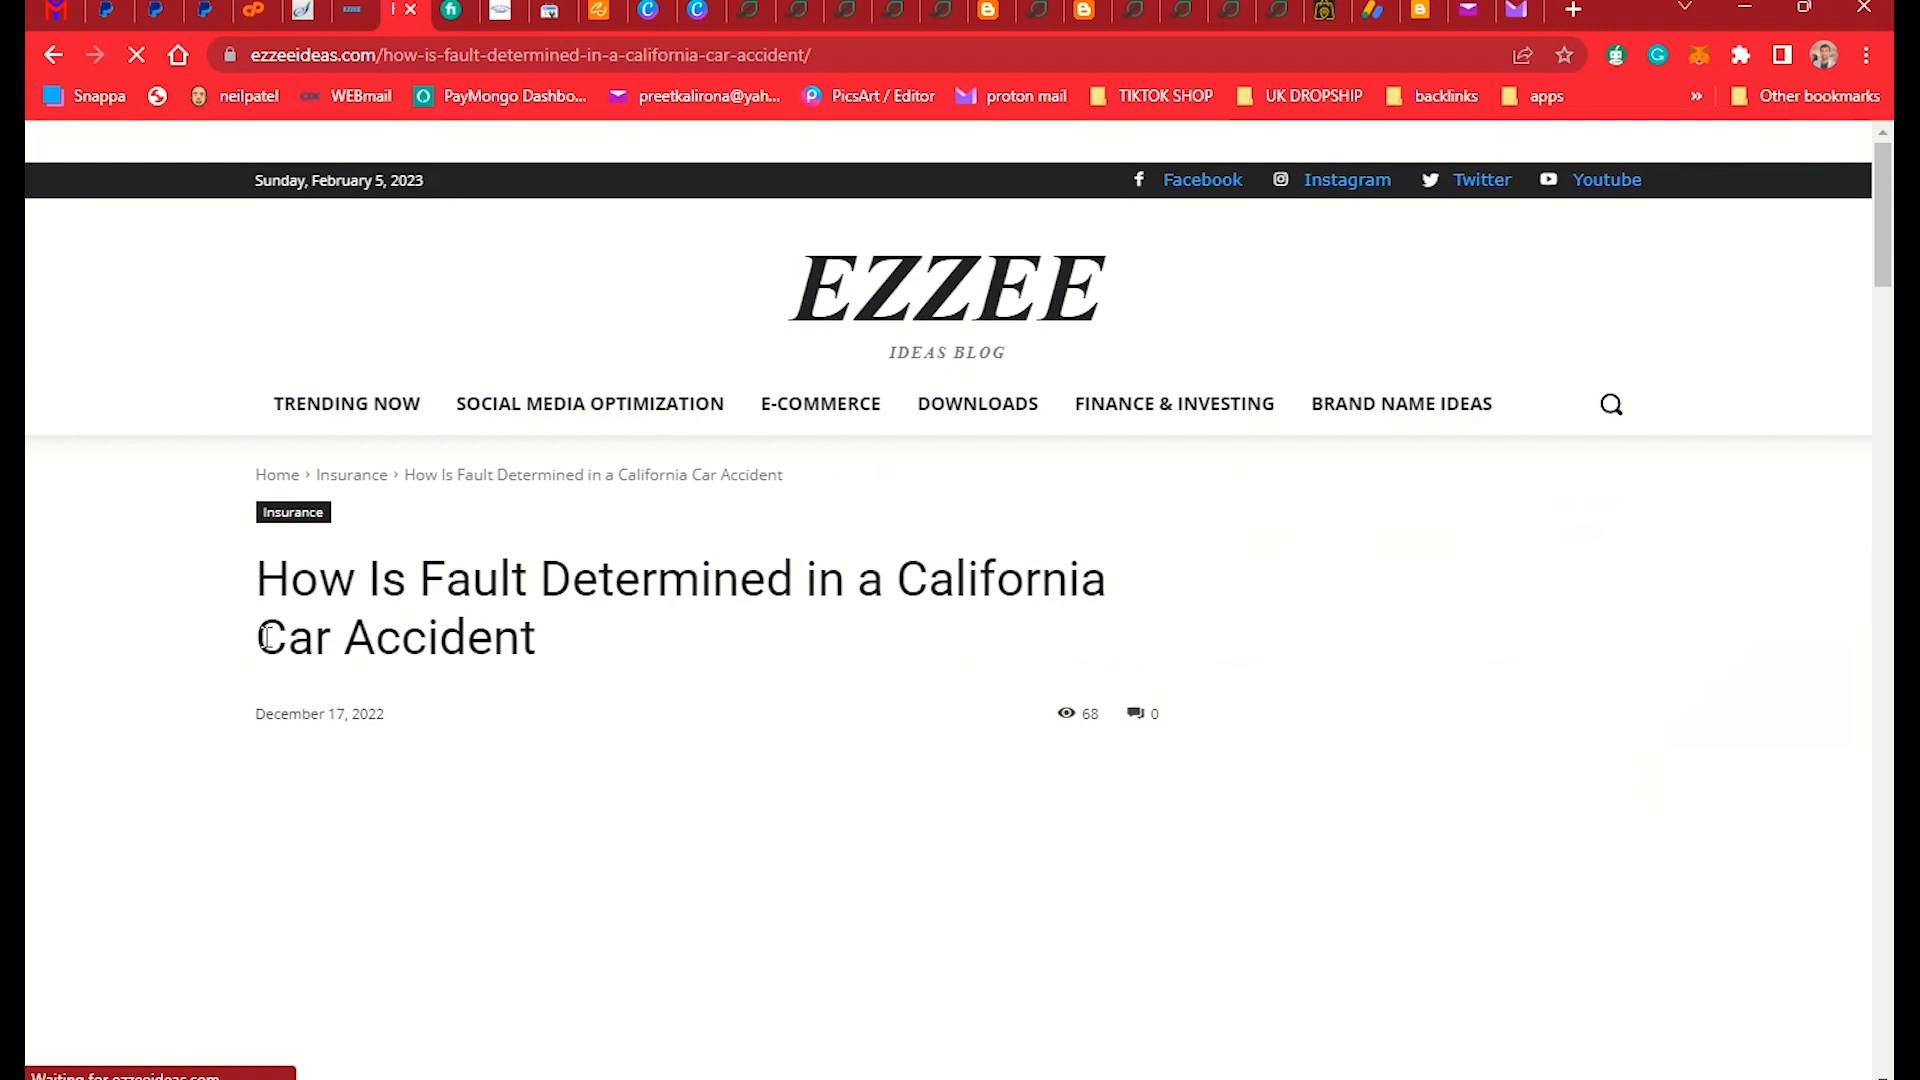 ezzeeideas.com/how-is-fault-determined-in-a-california-car-accident/
Snappa neilpatel WEBmail PayMongo Dashbo... preetkalirona@yah... PicsArt / Editor proton mail TIKTOK SHOP UK DROPSHIP backlinks apps » Other bookmarks
Sunday, February 5, 2023 Facebook Instagram Twitter Youtube
EZZEE
IDEAS BLOG
TRENDING NOW SOCIAL MEDIA OPTIMIZATION E-COMMERCE DOWNLOADS FINANCE & INVESTING BRAND NAME IDEAS
Home › Insurance › How Is Fault Determined in a California Car Accident
Insurance
How Is Fault Determined in a California
Car Accident
December 17, 2022 68 0
Waiting for ezzeeideas.com